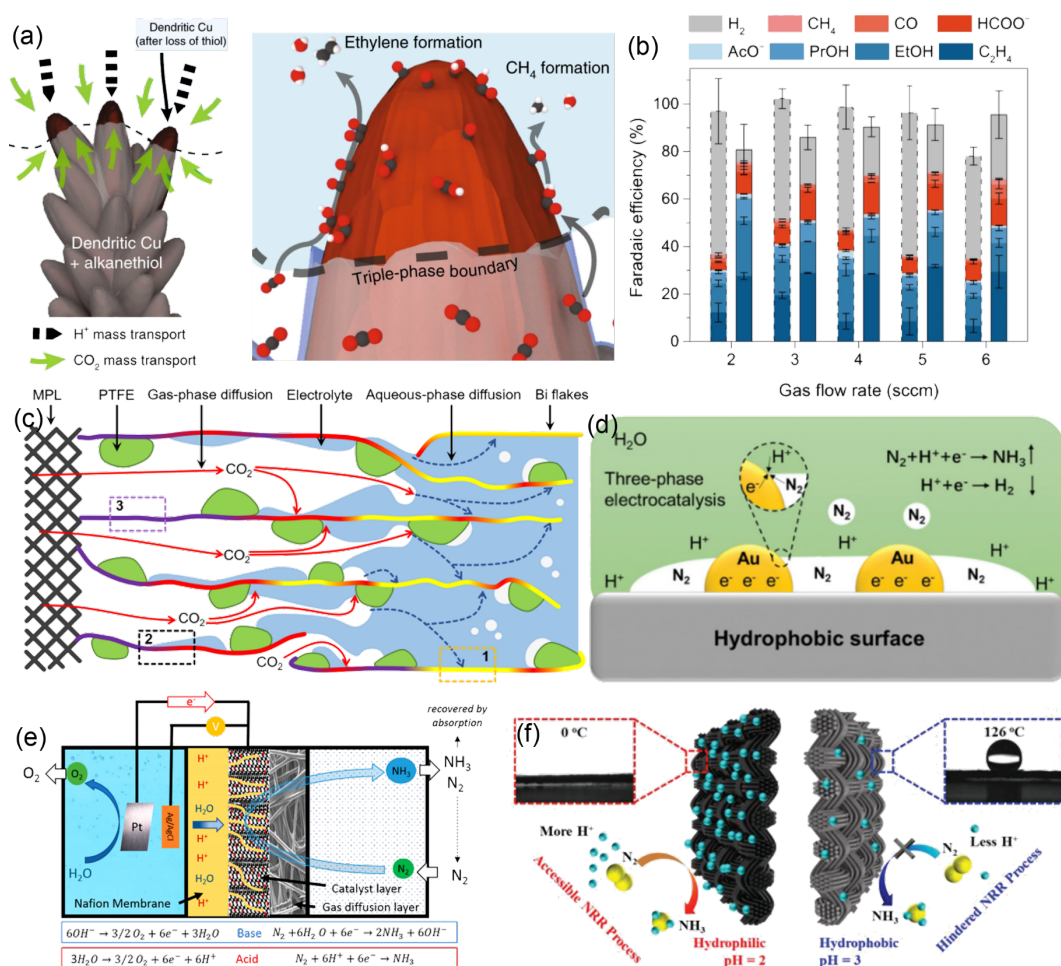 (a)
Dendritic Cu
(after loss of thiol)
Dendritic Cu
+ alkanethiol
H⁺ mass transport
CO₂ mass transport
Ethylene formation
CH₄ formation
Triple-phase boundary
(b)
H₂ CH₄ CO HCOO⁻
AcO⁻ PrOH EtOH C₂H₄
Faradaic efficiency (%)
100
80
60
40
20
0
2 3 4 5 6
Gas flow rate (sccm)
MPL PTFE Gas-phase diffusion Electrolyte Aqueous-phase diffusion Bi flakes
(c)
CO₂
3
CO₂
CO₂
2
CO₂
1
(d)
H₂O
Three-phase
electrocatalysis
H⁺
e⁻ N₂
N₂+H⁺+e⁻→NH₃↑
H⁺+e⁻→H₂ ↓
N₂ N₂
H⁺ H⁺ H⁺
H⁺ N₂ Au N₂ Au N₂ H⁺
e⁻ e⁻ e⁻ e⁻ e⁻ e⁻
Hydrophobic surface
(e)
e⁻
V
recovered by
absorption
O₂ O₂
Pt
Ag/AgCl
H₂O
H⁺
H⁺
H₂O
H⁺
H⁺
H₂O
H⁺
NH₃
NH₃
N₂
N₂
N₂
Nafion Membrane
Catalyst layer
Gas diffusion layer
6OH⁻ → 3/2 O₂ + 6e⁻ + 3H₂O Base N₂ + 6H₂O + 6e⁻ → 2NH₃ + 6OH⁻
3H₂O → 3/2 O₂ + 6e⁻ + 6H⁺ Acid N₂ + 6H⁺ + 6e⁻ → NH₃
(f)
0 °C
126 °C
More H⁺
N₂
NH₃
Accessible NRR Process
Hydrophilic
pH = 2
Less H⁺
N₂
NH₃
Hindered NRR Process
Hydrophobic
pH = 3